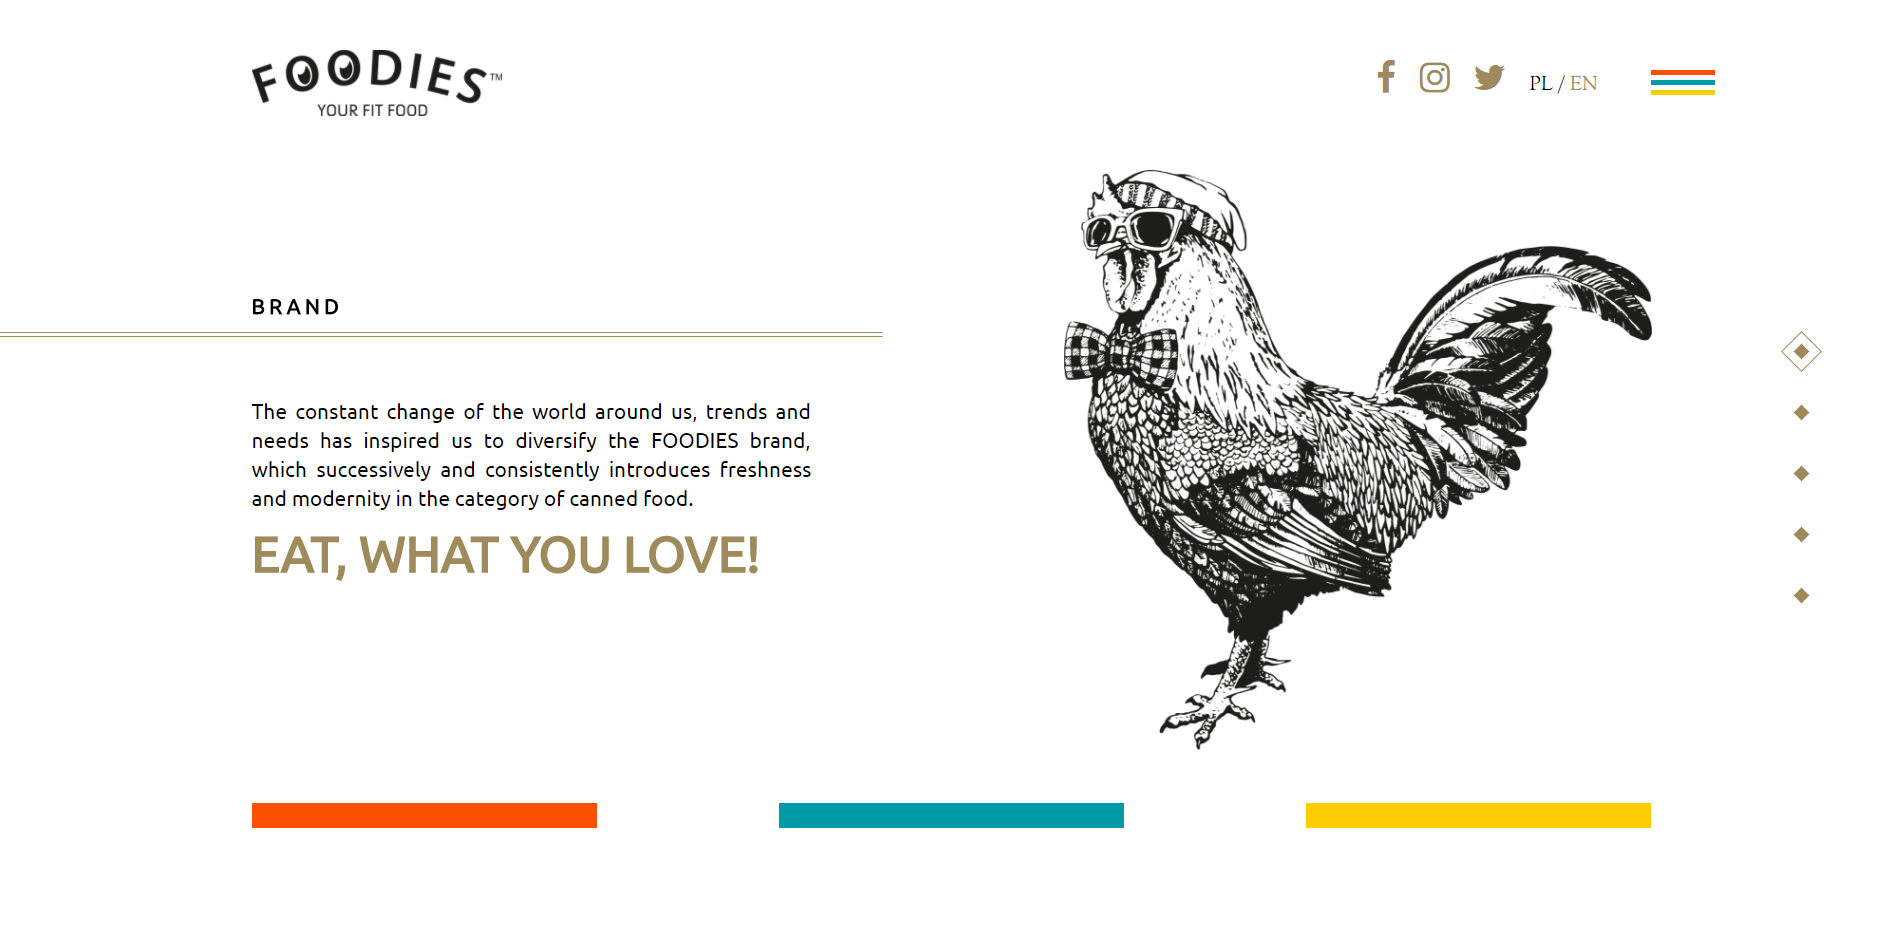 FOODIES™
YOUR FIT FOOD
PL / EN
BRAND
The constant change of the world around us, trends and
needs has inspired us to diversify the FOODIES brand,
which successively and consistently introduces freshness
and modernity in the category of canned food.
EAT, WHAT YOU LOVE!